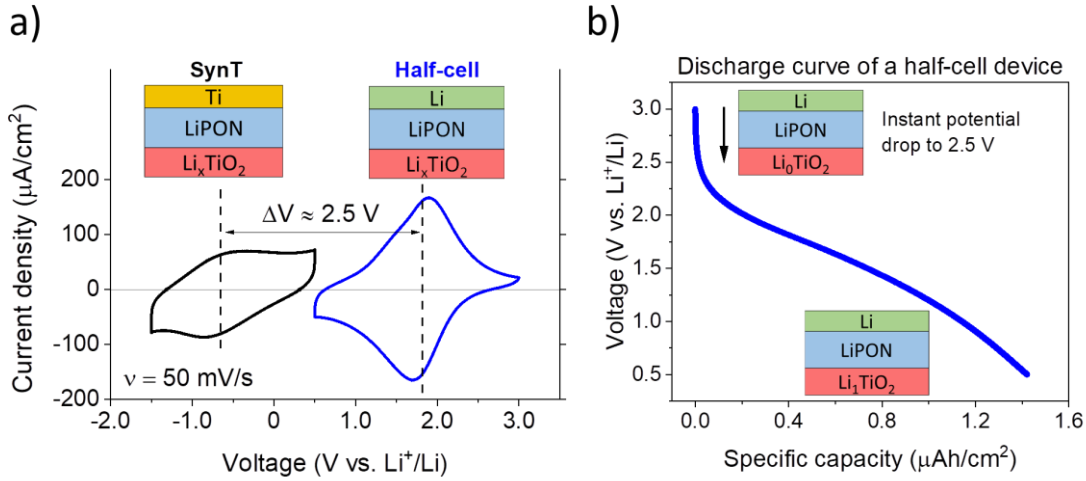 a)
SynT
Ti
LiPON
LiₓTiO₂
Half-cell
Li
LiPON
LiₓTiO₂
ΔV ≈ 2.5 V
ν = 50 mV/s
Current density (μA/cm²)
200
100
0
-100
-200
-2.0
-1.0
0
1.0
2.0
3.0
Voltage (V vs. Li⁺/Li)
b)
Discharge curve of a half-cell device
Li
LiPON
Li₀TiO₂
Instant potential
drop to 2.5 V
Li
LiPON
Li₁TiO₂
Voltage (V vs. Li⁺/Li)
3.0
2.5
2.0
1.5
1.0
0.5
0.0
0.4
0.8
1.2
1.6
Specific capacity (μAh/cm²)